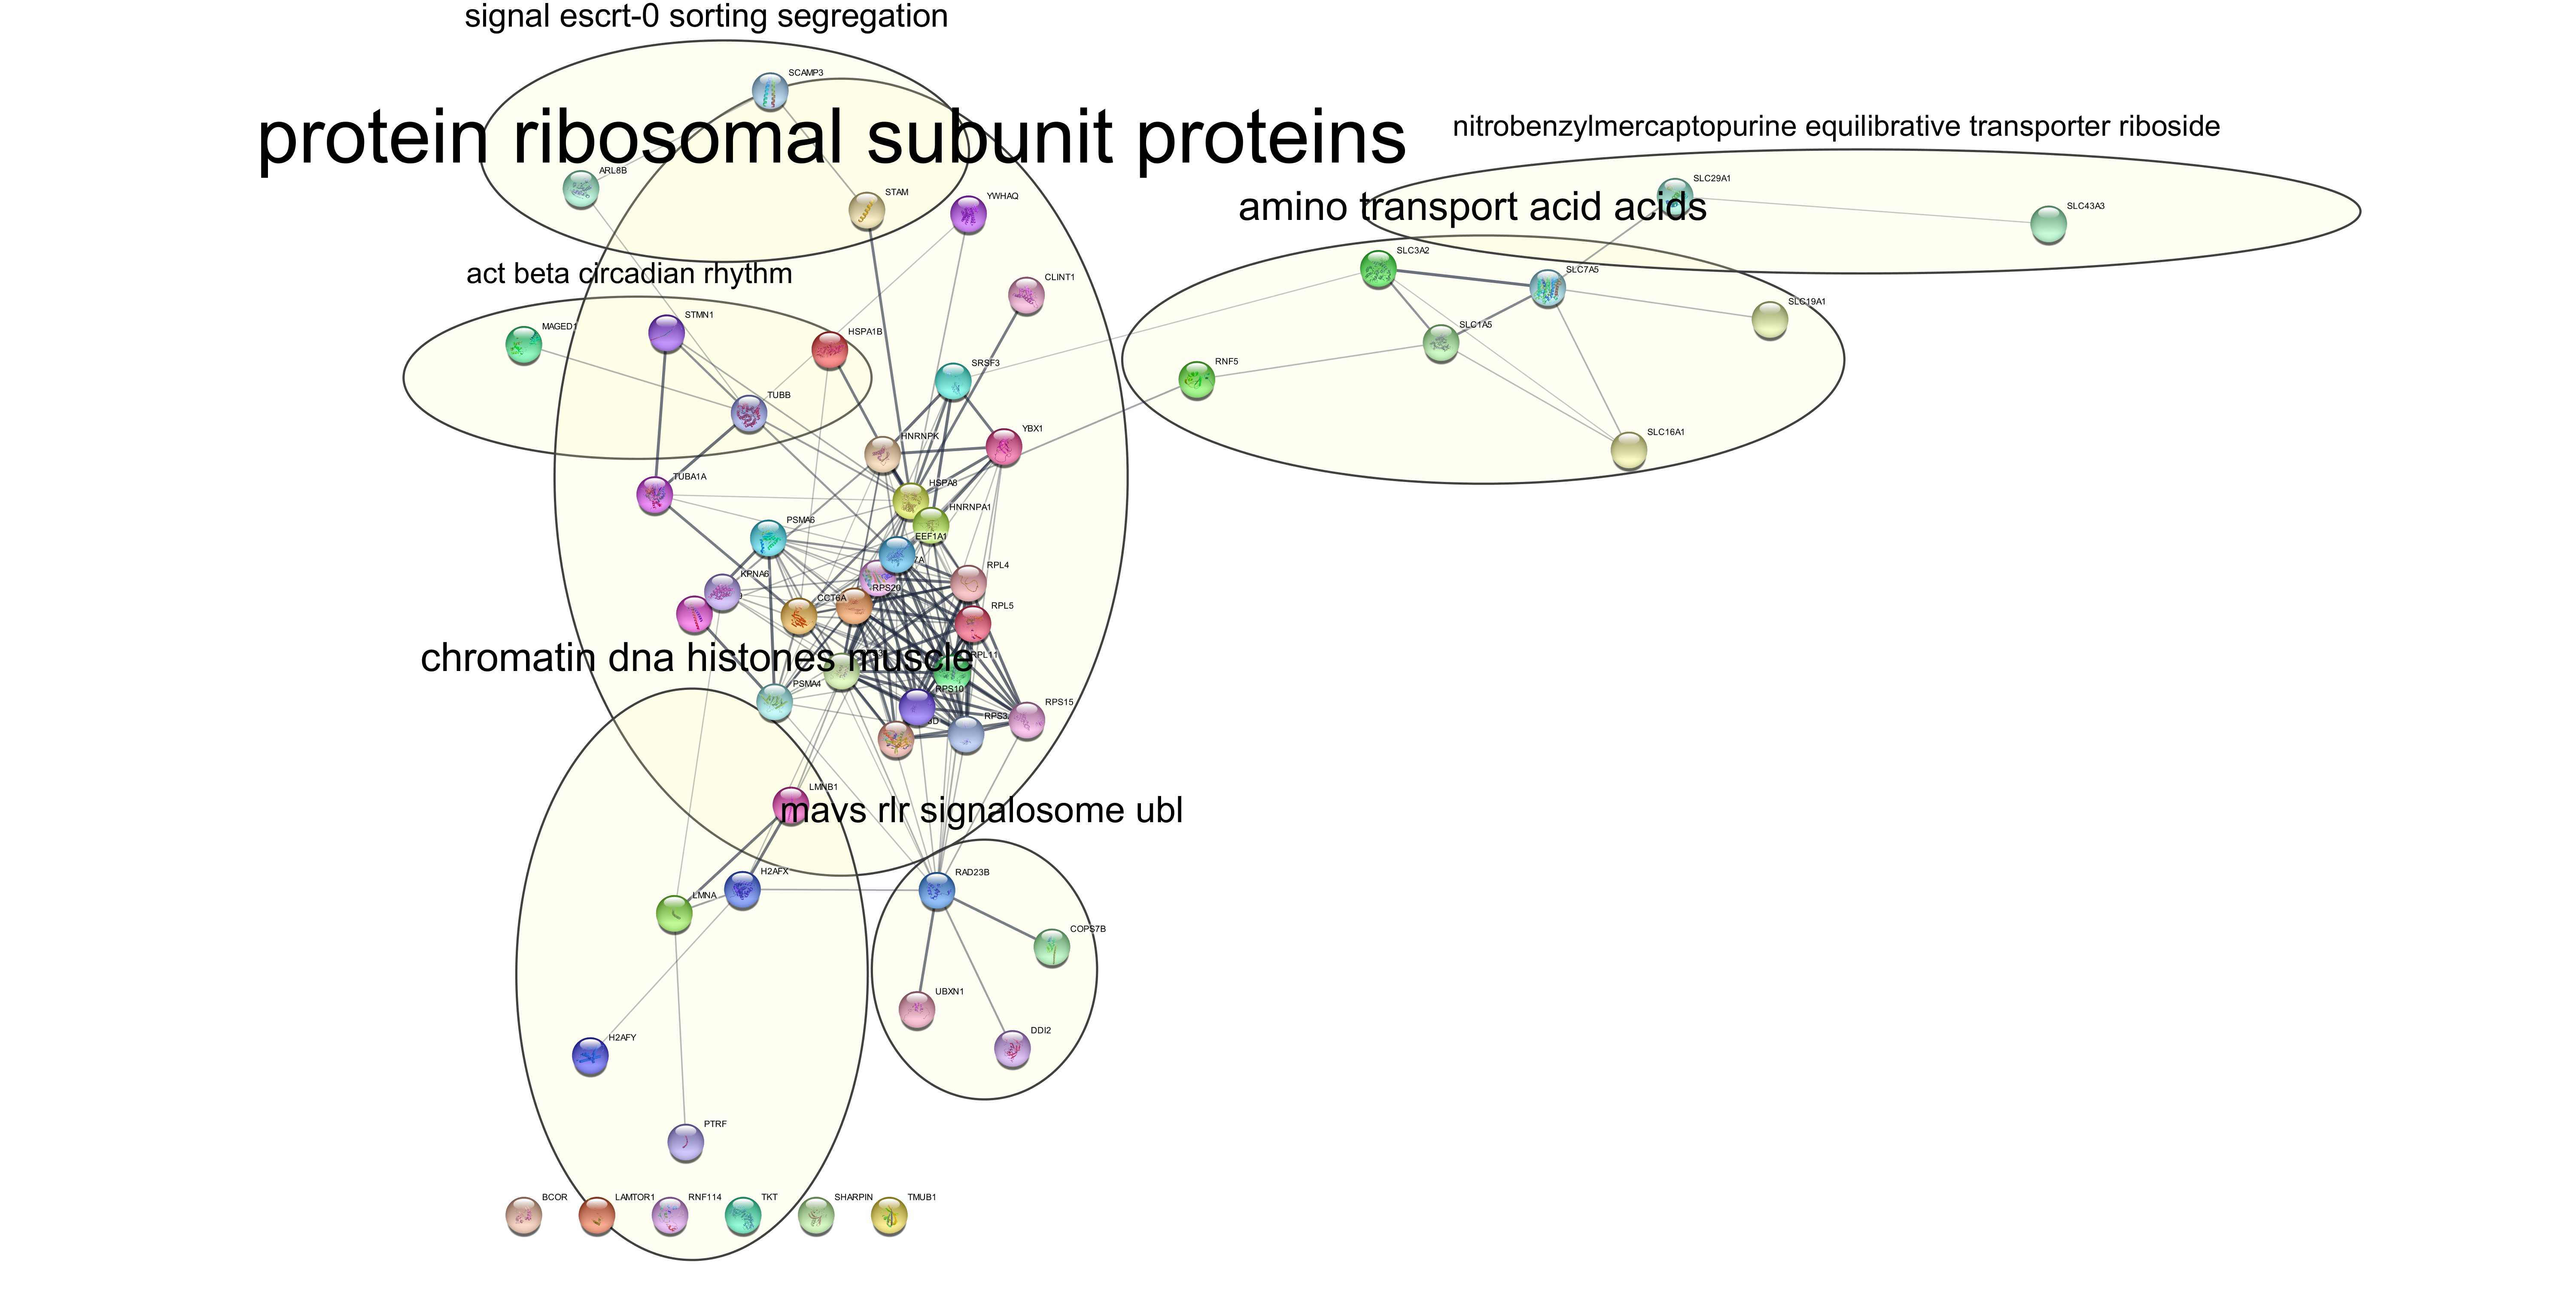 signal escrt-0 sorting segregation
SCAMP3
protein ribosomal subunit proteins
nitrobenzylmercaptopurine equilibrative transporter riboside
ARL8B
SLC29A1
STAM
YWHAQ
amino transport acid acids
SLC43A3
SLC3A2
act beta circadian rhythm
SLC7A5
CLINT1
SLC19A1
STMN1
MAGED1
HSPA1B
SLC1A5
SRSF3
RNF5
TUBB
YBX1
SLC16A1
HNRNPK
TUBA1A
HSPA8
HNRNPA1
PSMA6
EEF1A1
7A
RPL4
KPNA6
RPS20
CCT6A
RPL5
chromatin dna histones muscle
RPL11
PSMA4
RPS10
RPS15
RPS3
LMNB1
mavs rlr signalosome ubl
H2AFX
RAD23B
LMNA
COPS7B
UBXN1
DDI2
H2AFY
PTRF
BCOR
LAMTOR1
RNF114
TKT
SHARPIN
TMUB1